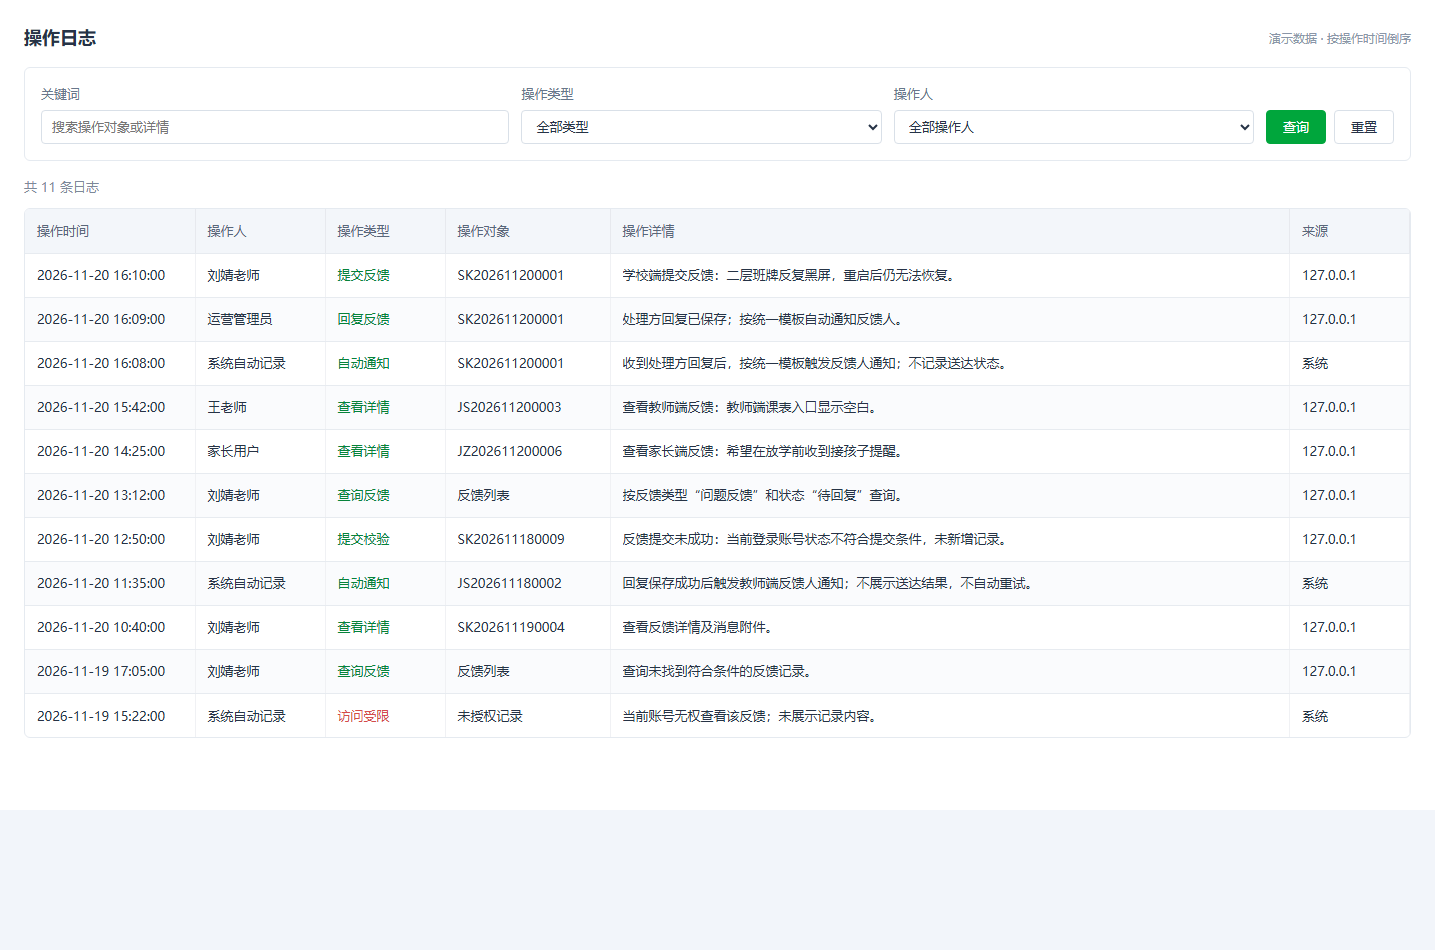 操作日志
演示数据 · 按操作时间倒序
关键词 操作类型 操作人
搜索操作对象或详情 全部类型 全部操作人 查询 重置
共 11 条日志
操作时间 操作人 操作类型 操作对象 操作详情 来源
2026-11-20 16:10:00 刘婧老师 提交反馈 SK202611200001 学校端提交反馈：二层班牌反复黑屏，重启后仍无法恢复。 127.0.0.1
2026-11-20 16:09:00 运营管理员 回复反馈 SK202611200001 处理方回复已保存；按统一模板自动通知反馈人。 127.0.0.1
2026-11-20 16:08:00 系统自动记录 自动通知 SK202611200001 收到处理方回复后，按统一模板触发反馈人通知；不记录送达状态。 系统
2026-11-20 15:42:00 王老师 查看详情 JS202611200003 查看教师端反馈：教师端课表入口显示空白。 127.0.0.1
2026-11-20 14:25:00 家长用户 查看详情 JZ202611200006 查看家长端反馈：希望在放学前收到接孩子提醒。 127.0.0.1
2026-11-20 13:12:00 刘婧老师 查询反馈 反馈列表 按反馈类型“问题反馈”和状态“待回复”查询。 127.0.0.1
2026-11-20 12:50:00 刘婧老师 提交校验 SK202611180009 反馈提交未成功：当前登录账号状态不符合提交条件，未新增记录。 127.0.0.1
2026-11-20 11:35:00 系统自动记录 自动通知 JS202611180002 回复保存成功后触发教师端反馈人通知；不展示送达结果，不自动重试。 系统
2026-11-20 10:40:00 刘婧老师 查看详情 SK202611190004 查看反馈详情及消息附件。 127.0.0.1
2026-11-19 17:05:00 刘婧老师 查询反馈 反馈列表 查询未找到符合条件的反馈记录。 127.0.0.1
2026-11-19 15:22:00 系统自动记录 访问受限 未授权记录 当前账号无权查看该反馈；未展示记录内容。 系统